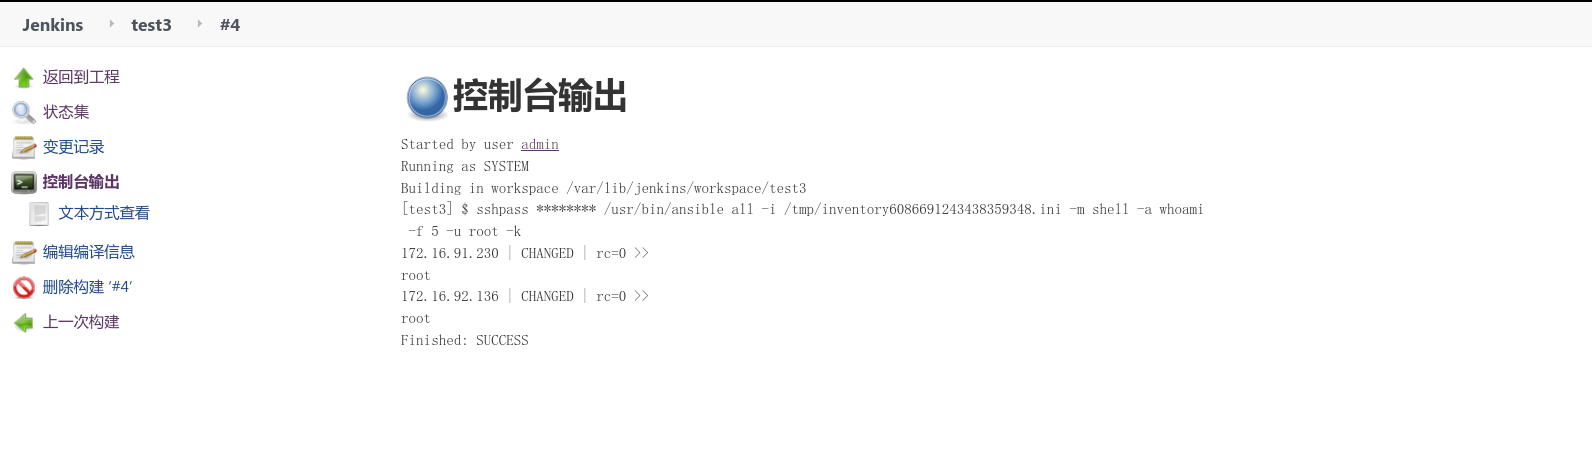 Jenkins test3 #4
返回到工程
状态集
变更记录
控制台输出
文本方式查看
编辑编译信息
删除构建 '#4'
上一次构建
控制台输出
Started by user admin
Running as SYSTEM
Building in workspace /var/lib/jenkins/workspace/test3
[test3] $ sshpass ******** /usr/bin/ansible all -i /tmp/inventory6086691243438359348.ini -m shell -a whoami
-f 5 -u root -k
172.16.91.230 | CHANGED | rc=0 >>
root
172.16.92.136 | CHANGED | rc=0 >>
root
Finished: SUCCESS